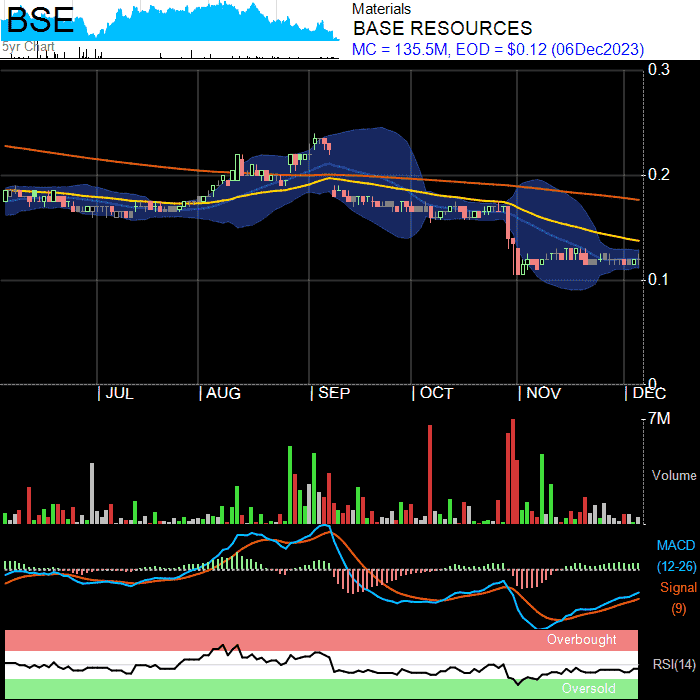 BSE
5yr Chart
Materials
BASE RESOURCES
MC = 135.5M, EOD = $0.12 (06Dec2023)
0.3
0.2
0.1
0
| JUL | AUG | SEP | OCT | NOV | DEC
7M
Volume
MACD
(12-26)
Signal
(9)
Overbought
RSI(14)
Oversold